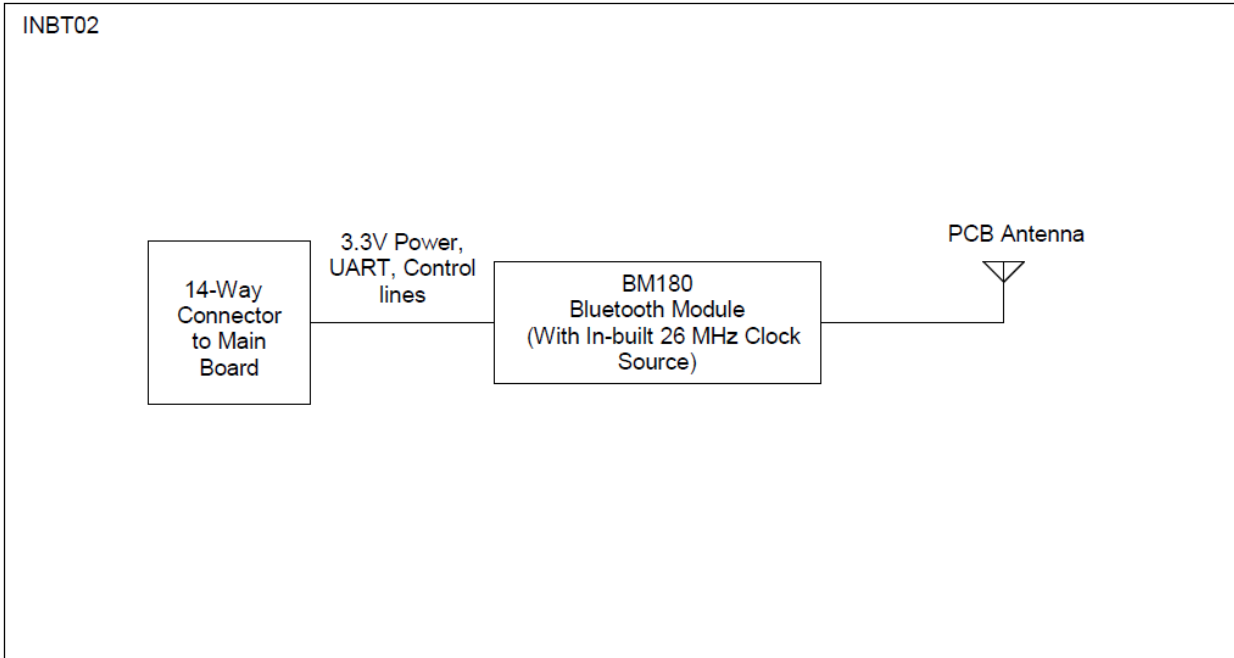 INBT02
3.3V Power,
UART, Control
lines
PCB Antenna
14-Way
Connector
to Main
Board
BM180
Bluetooth Module
(With In-built 26 MHz Clock
Source)